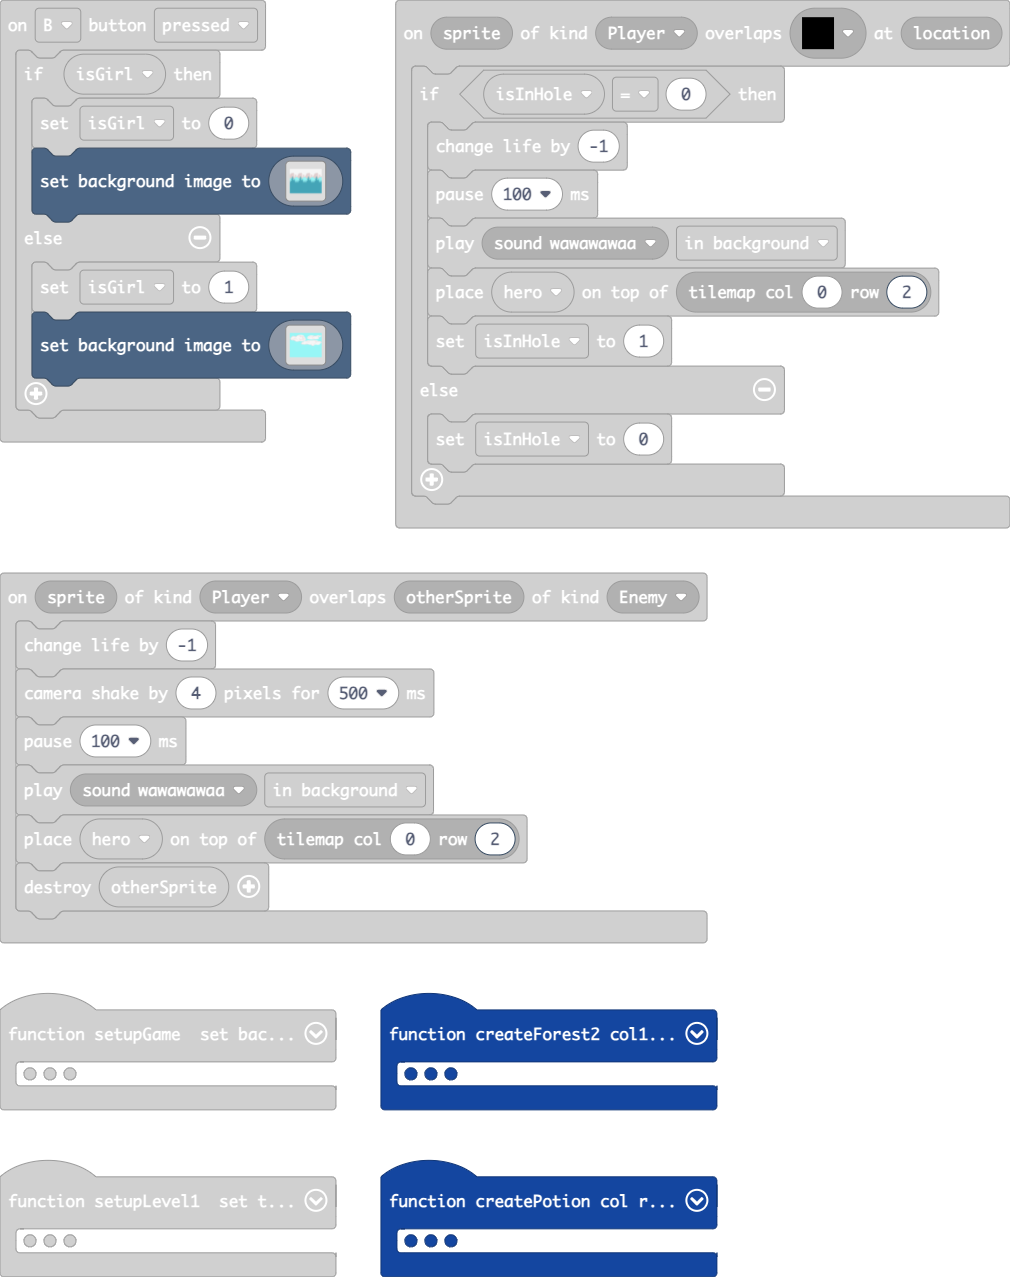 on B button pressed
if isGirl then
set isGirl to 0
set background image to
else
set isGirl to 1
set background image to
on sprite of kind Player overlaps at location
if isInHole = 0 then
change life by -1
pause 100 ms
play sound wawawawaa in background
place hero on top of tilemap col 0 row 2
set isInHole to 1
else
set isInHole to 0
on sprite of kind Player overlaps otherSprite of kind Enemy
change life by -1
camera shake by 4 pixels for 500 ms
pause 100 ms
play sound wawawawaa in background
place hero on top of tilemap col 0 row 2
destroy otherSprite
function setupGame set bac...
function createForest2 col1...
function setupLevel1 set t...
function createPotion col r...